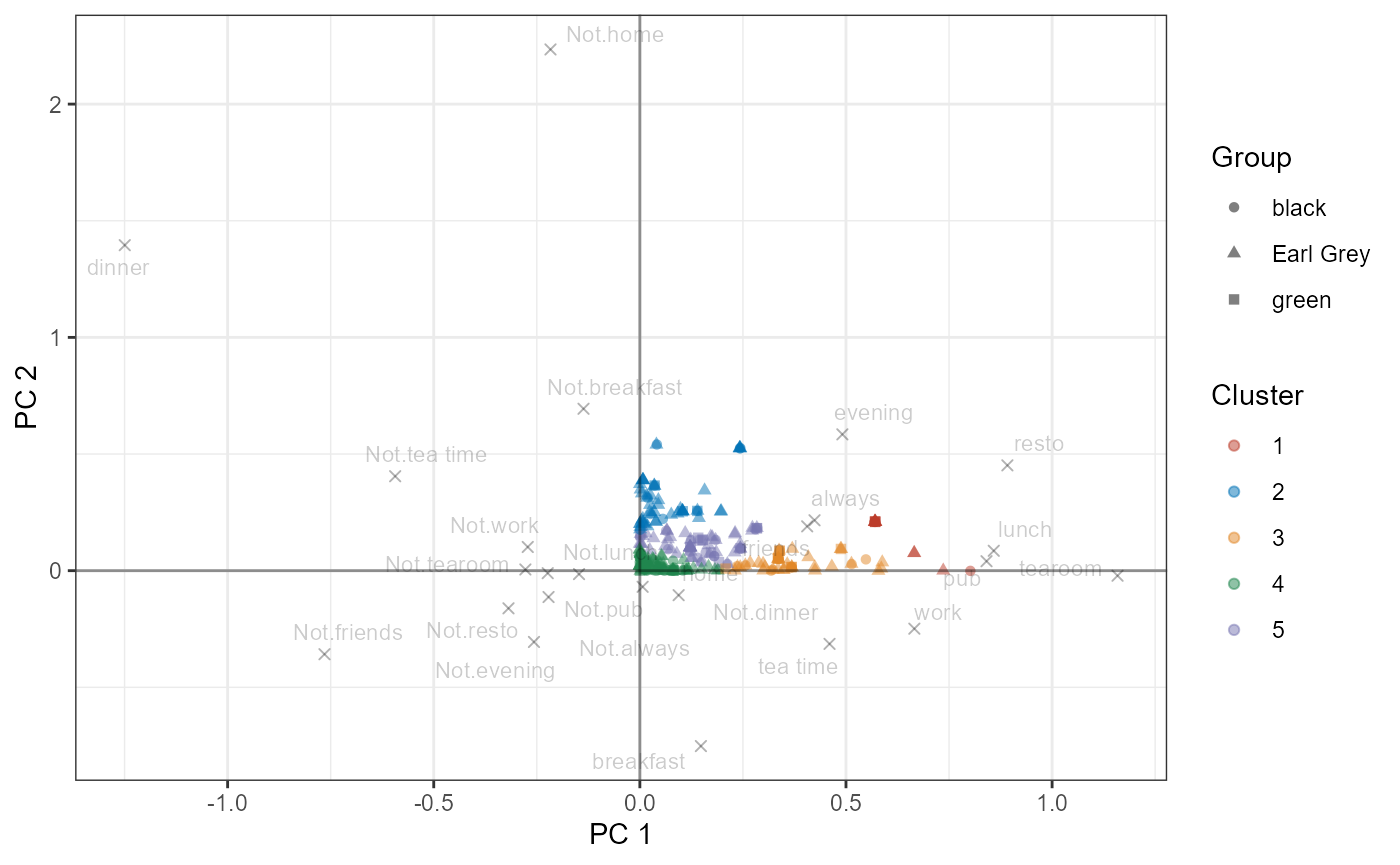 Not.home
2
dinner
1
Not.breakfast
evening
Not.tea time
resto
always
Not.work
lunch
Not.lunch
friends
Not.tearoom
tearoom
0
home
pub
Not.pub
Not.dinner
work
Not.friends
Not.resto
Not.always
tea time
Not.evening
breakfast
-1.0
-0.5
0.0
0.5
1.0
PC 1
PC 2
Group
black
Earl Grey
green
Cluster
1
2
3
4
5